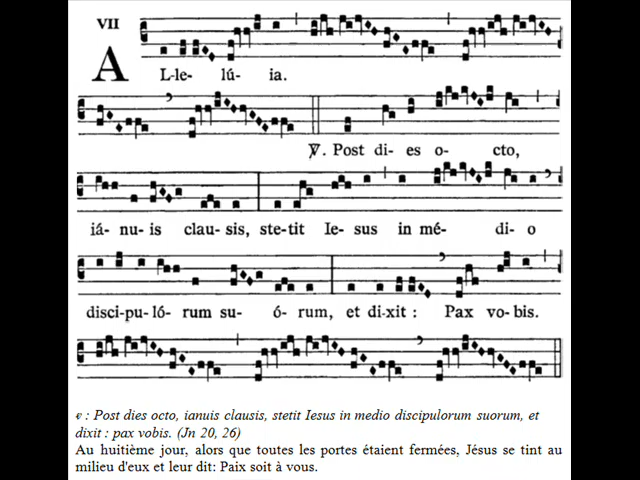 VII
AL-le- lú- ia.
℣. Post di- es o- cto,
iá- nu- is clau- sis, ste-tit Ie- sus in mé- di- o
disci-pu-ló- rum su- ó- rum, et di-xit : Pax vo-bis.
v : Post dies octo, ianuis clausis, stetit Iesus in medio discipulorum suorum, et
dixit : pax vobis. (Jn 20, 26)
Au huitième jour, alors que toutes les portes étaient fermées, Jésus se tint au
milieu d'eux et leur dit: Paix soit à vous.